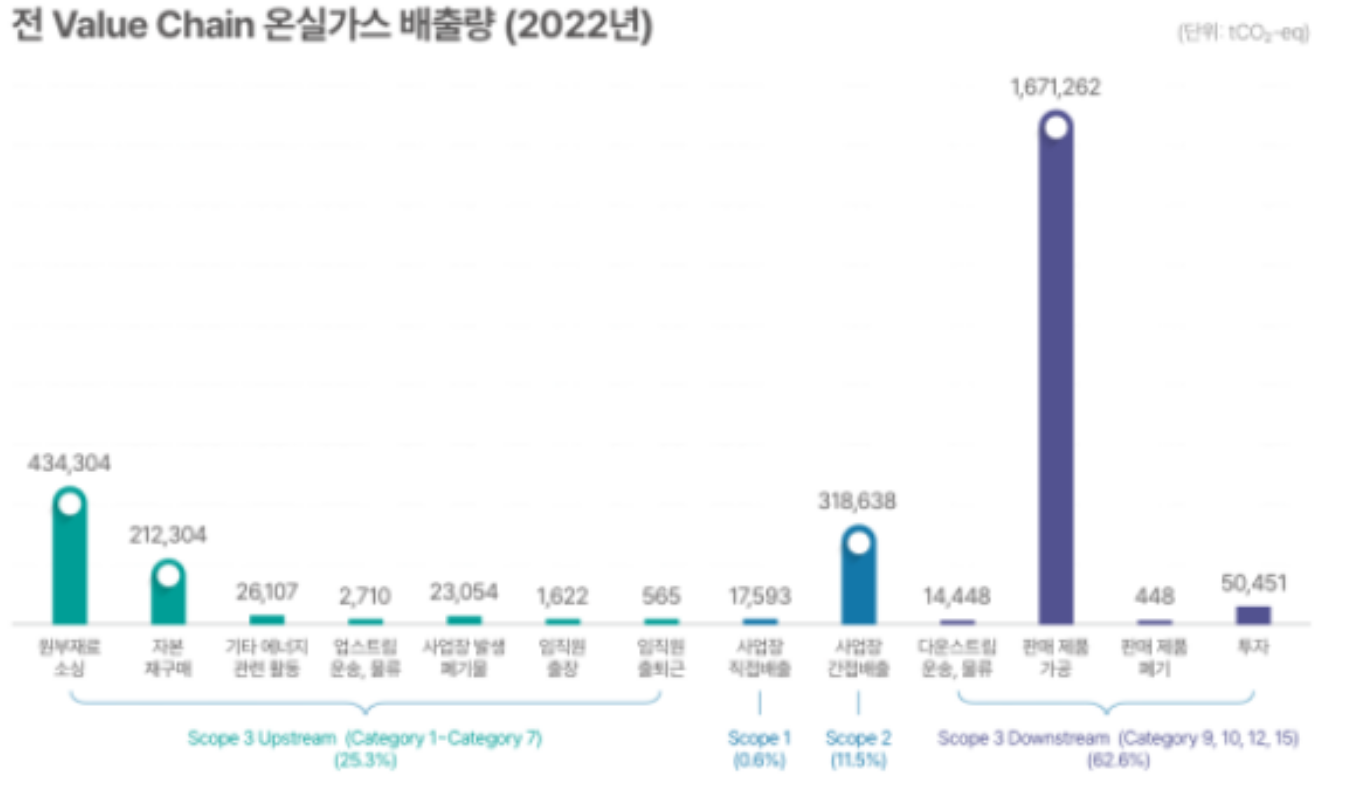 전 Value Chain 온실가스 배출량 (2022년)
(단위: tCO₂-eq)
434,304
212,304
26,107
2,710
23,054
1,622
565
17,593
318,638
14,448
1,671,262
448
50,451
원부재료
소싱
자본
재구매
기타 에너지
관련 활동
업스트림
운송, 물류
사업장 발생
폐기물
임직원
출장
임직원
출퇴근
사업장
직접배출
사업장
간접배출
다운스트림
운송, 물류
판매 제품
가공
판매 제품
폐기
투자
Scope 3 Upstream (Category 1~Category 7)
(25.3%)
Scope 1
(0.6%)
Scope 2
(11.5%)
Scope 3 Downstream (Category 9, 10, 12, 15)
(62.6%)